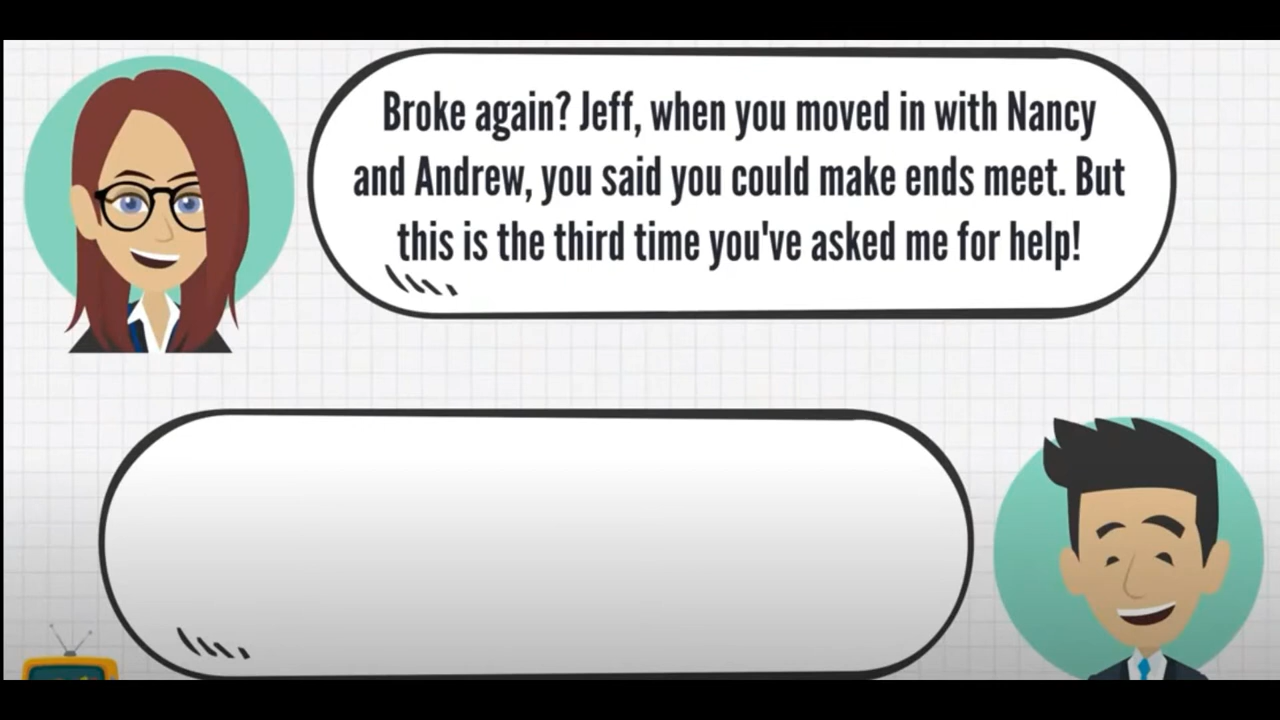 Broke again? Jeff, when you moved in with Nancy
and Andrew, you said you could make ends meet. But
this is the third time you've asked me for help!